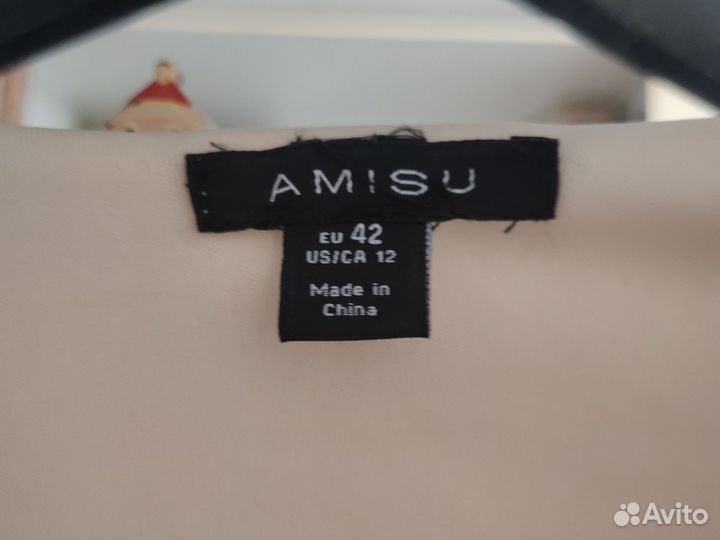 AMISU
EU 42
US/CA 12
Made in
China
Avito